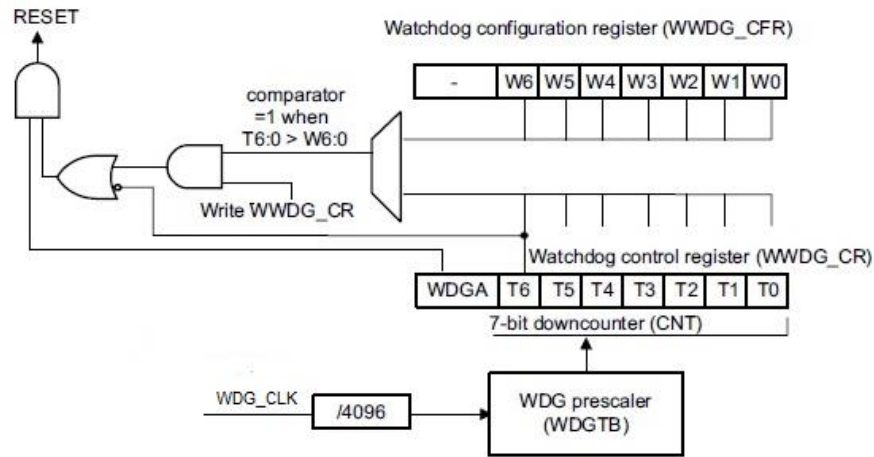 RESET
Watchdog configuration register (WWDG_CFR)
- W6 W5 W4 W3 W2 W1 W0
comparator
=1 when
T6:0 > W6:0
Write WWDG_CR
Watchdog control register (WWDG_CR)
WDGA T6 T5 T4 T3 T2 T1 T0
7-bit downcounter (CNT)
WDG_CLK
/4096
WDG prescaler
(WDGTB)